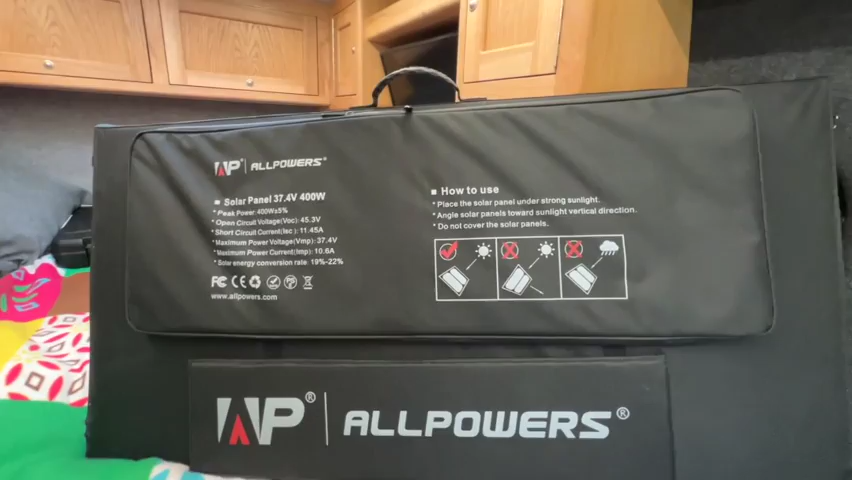 AP® | ALLPOWERS®
■ Solar Panel 37.4V 400W
* Peak Power: 400W±5%
* Open Circuit Voltage(Voc): 45.3V
* Short Circuit Current(Isc): 11.45A
* Maximum Power Voltage(Vmp): 37.4V
* Maximum Power Current(Imp): 10.6A
* Solar energy conversion rate: 19%-22%
FC CE
www.allpowers.com
■ How to use
* Place the solar panel under strong sunlight.
* Angle solar panels toward sunlight vertical direction.
* Do not cover the solar panels.
AP® | ALLPOWERS®